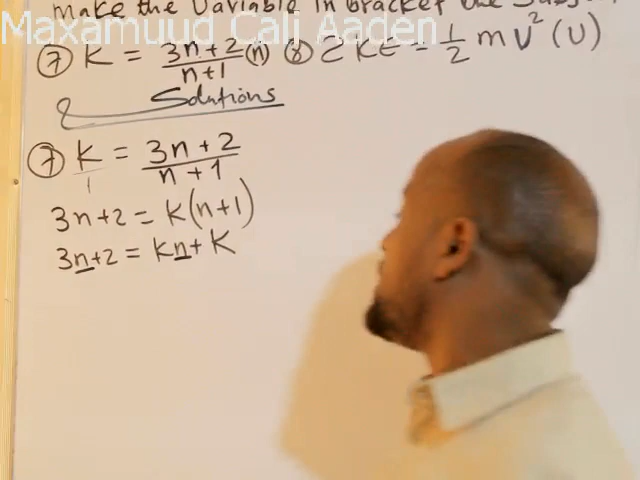 make the Variable in bracket the
Maxamuud Cali Aaden
⑦ K = 3n+2/n+1 (n) ⑧ ΣKE = 1/2 mv² (v)
Solutions
⑦ K/1 = 3n+2/n+1
3n+2 = K(n+1)
3n+2 = Kn+K